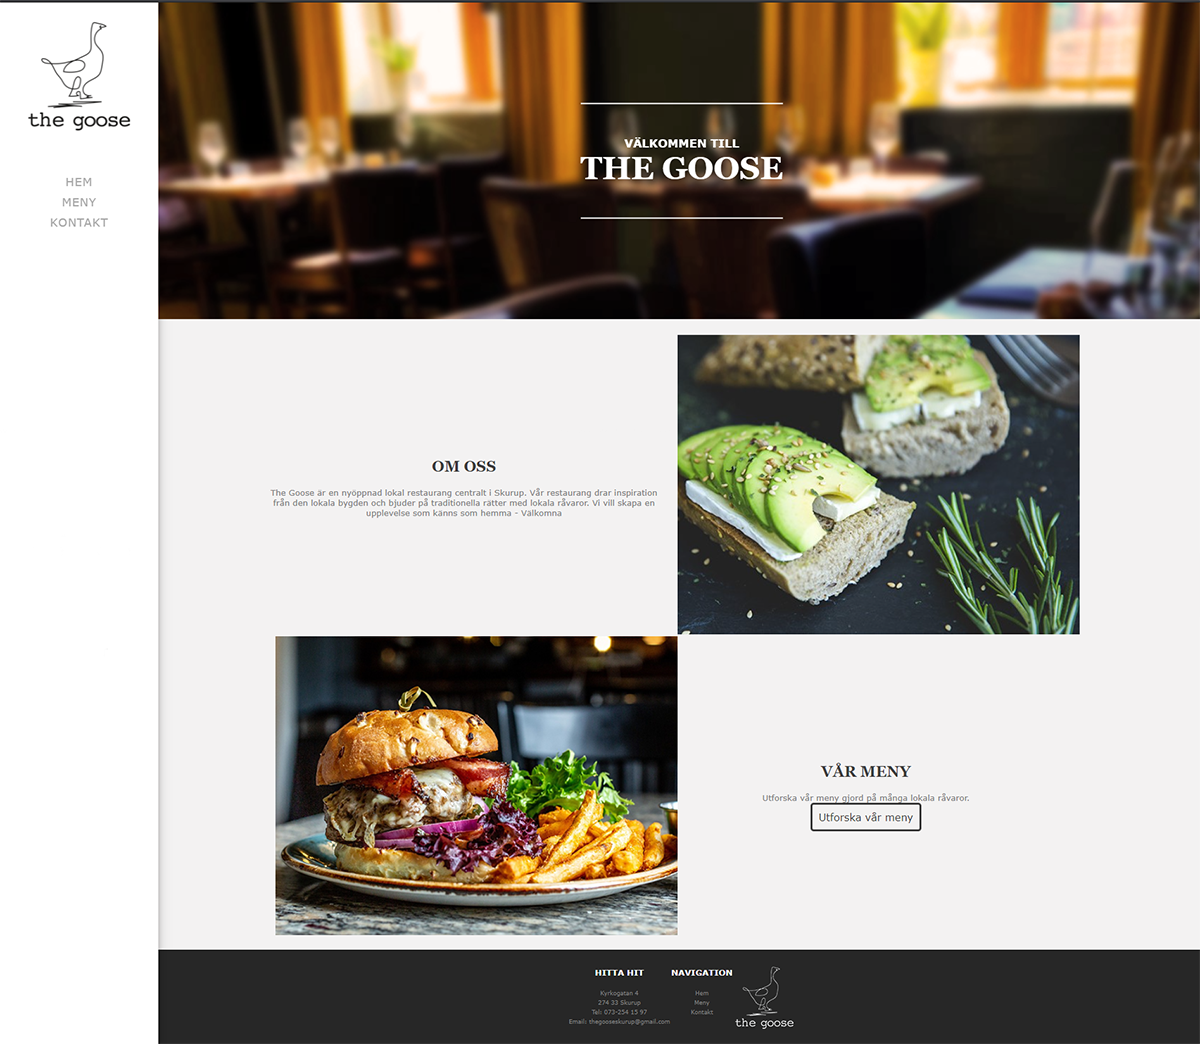 the goose
HEM
MENY
KONTAKT
VÄLKOMMEN TILL
THE GOOSE
OM OSS
The Goose är en nyöppnad lokal restaurang centralt i Skurup. Vår restaurang drar inspiration
från den lokala bygden och bjuder på traditionella rätter med lokala råvaror. Vi vill skapa en
upplevelse som känns som hemma - Välkomna
VÅR MENY
Utforska vår meny gjord på många lokala råvaror.
Utforska vår meny
HITTA HIT
Kyrkogatan 4
274 33 Skurup
Tel: 073-254 15 97
Email: thegooseskurup@gmail.com
NAVIGATION
Hem
Meny
Kontakt
the goose